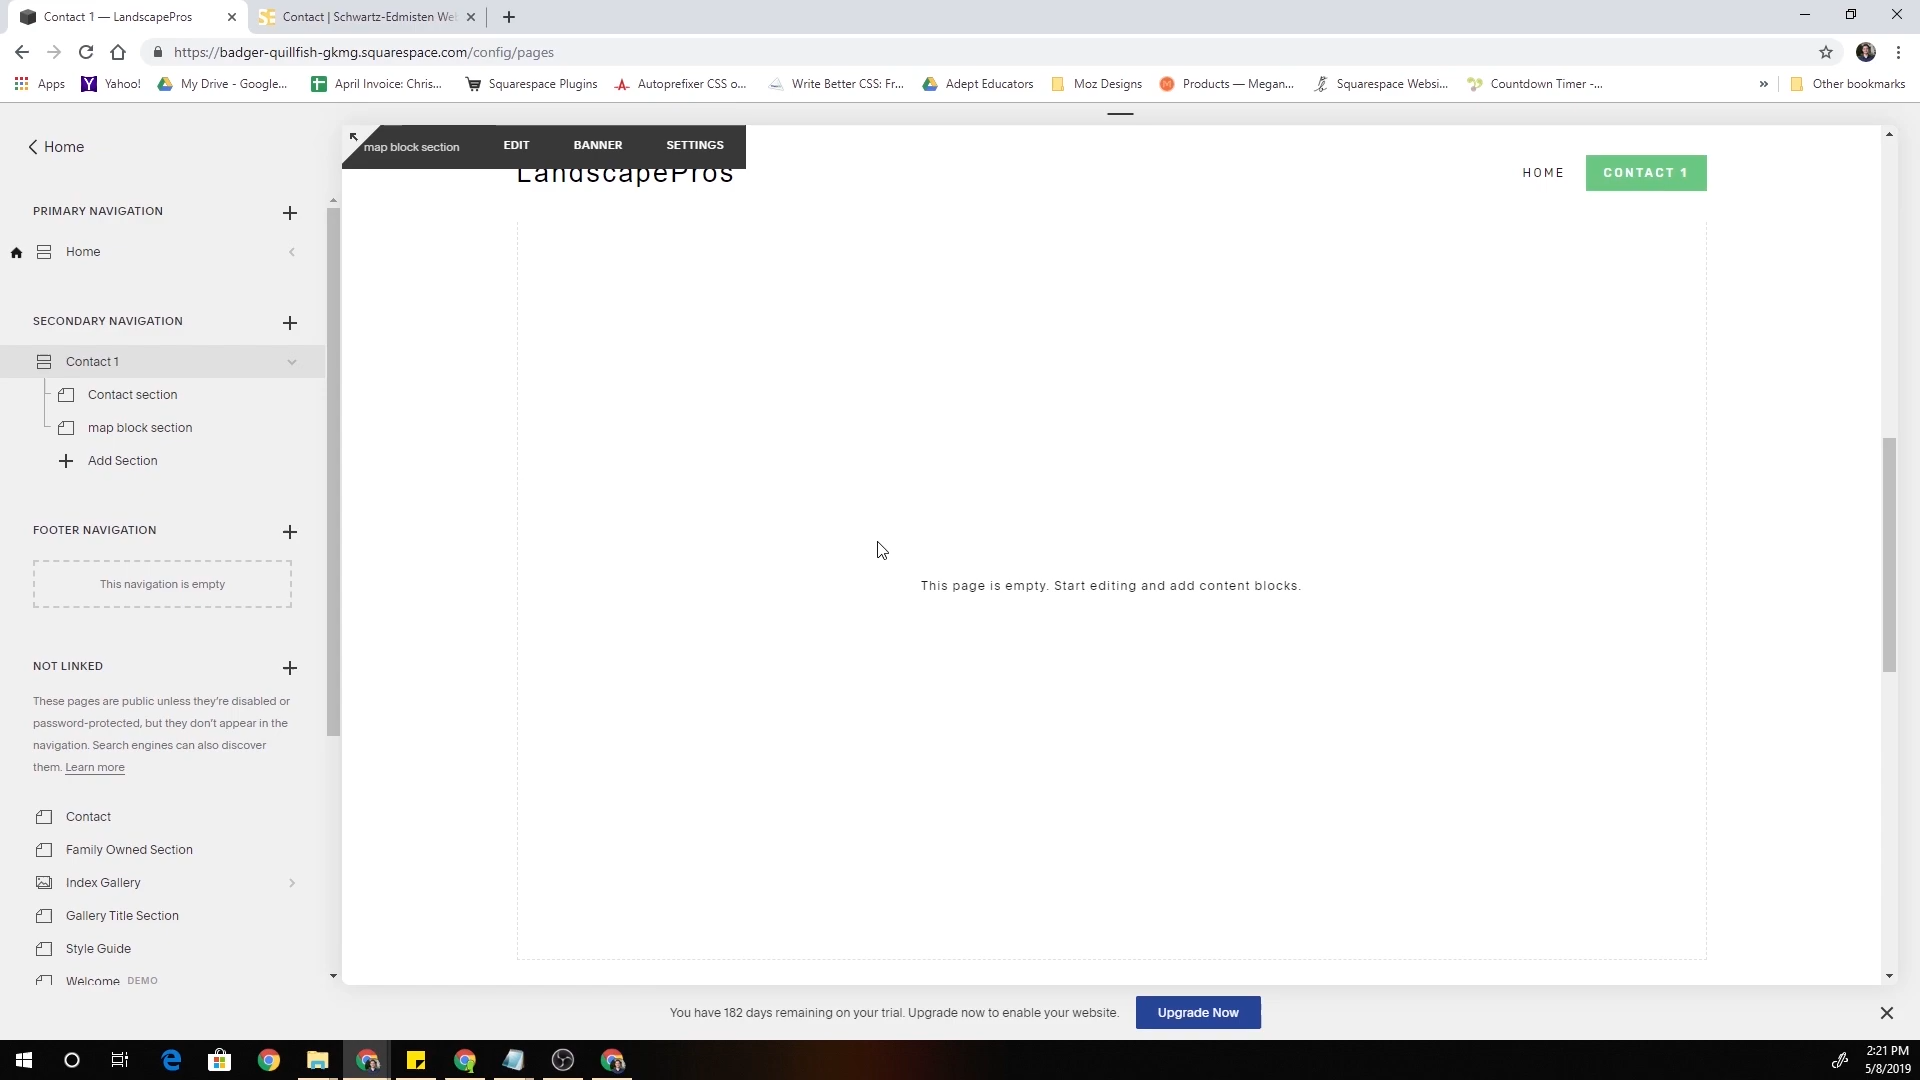 Contact 1 — LandscapePros
Contact | Schwartz-Edmisten We
https://badger-quillfish-gkmg.squarespace.com/config/pages
Apps
Yahoo!
My Drive - Google...
April Invoice: Chris...
Squarespace Plugins
Autoprefixer CSS o...
Write Better CSS: Fr...
Adept Educators
Moz Designs
Products — Megan...
Squarespace Websi...
Countdown Timer -...
»
Other bookmarks
Home
PRIMARY NAVIGATION
Home
SECONDARY NAVIGATION
Contact 1
Contact section
map block section
Add Section
FOOTER NAVIGATION
This navigation is empty
NOT LINKED
These pages are public unless they're disabled or
password-protected, but they don't appear in the
navigation. Search engines can also discover
them. Learn more
Contact
Family Owned Section
Index Gallery
Gallery Title Section
Style Guide
Welcome DEMO
map block section
EDIT
BANNER
SETTINGS
LandscapePros
HOME
CONTACT 1
This page is empty. Start editing and add content blocks.
You have 182 days remaining on your trial. Upgrade now to enable your website.
Upgrade Now
2:21 PM
5/8/2019